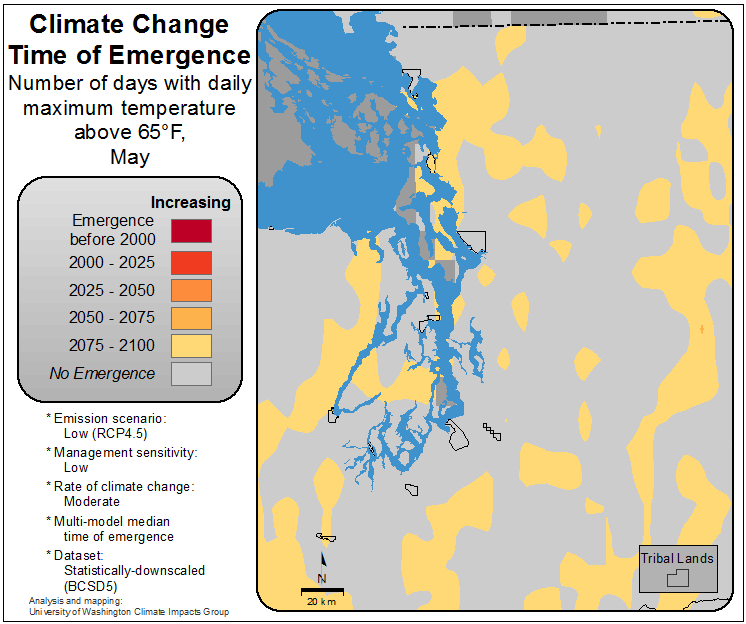 Climate Change
Time of Emergence
Number of days with daily
maximum temperature
above 65°F,
May
Increasing
Emergence
before 2000
2000 - 2025
2025 - 2050
2050 - 2075
2075 - 2100
No Emergence
* Emission scenario:
Low (RCP4.5)
* Management sensitivity:
Low
* Rate of climate change:
Moderate
* Multi-model median
time of emergence
* Dataset:
Statistically-downscaled
(BCSD5)
Analysis and mapping:
University of Washington Climate Impacts Group
N
20 km
Tribal Lands